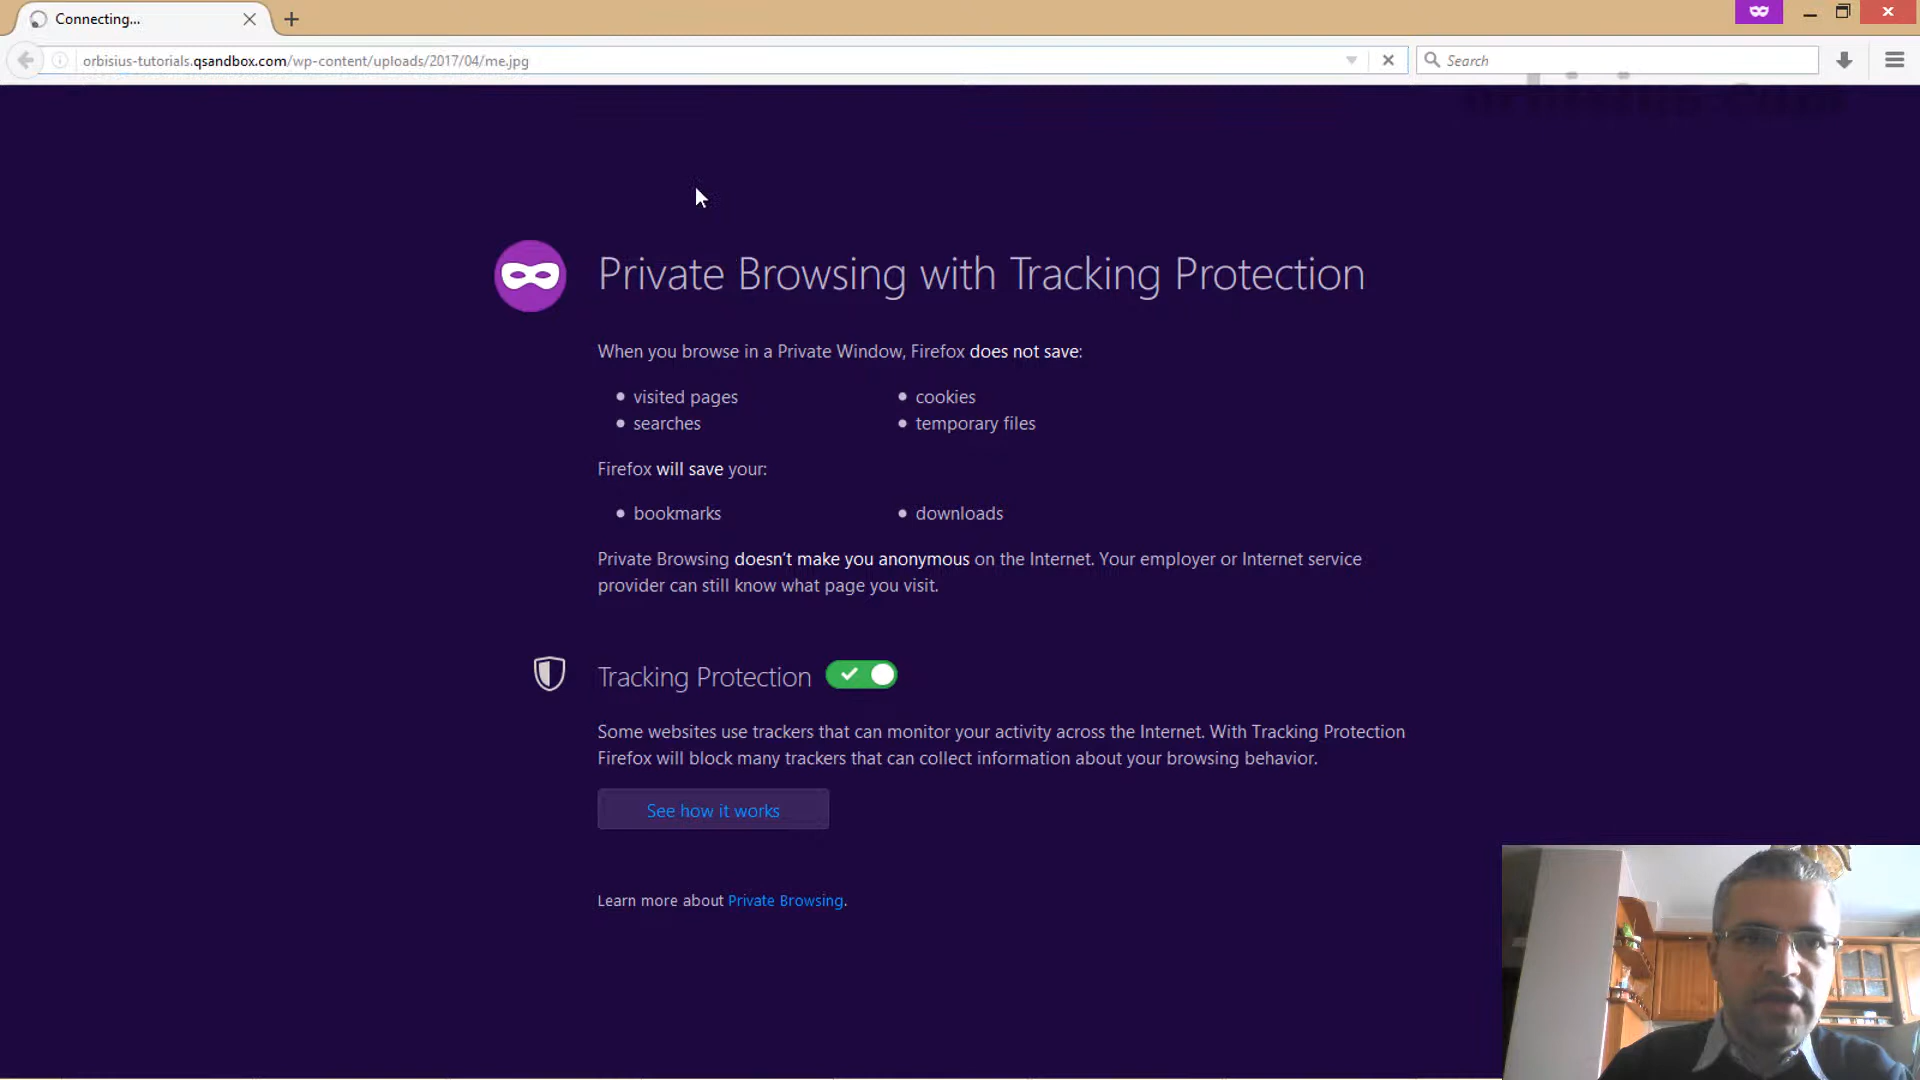 Connecting...
orbisius-tutorials.qsandbox.com/wp-content/uploads/2017/04/me.jpg
Search
Private Browsing with Tracking Protection
When you browse in a Private Window, Firefox does not save:
• visited pages
• cookies
• searches
• temporary files
Firefox will save your:
• bookmarks
• downloads
Private Browsing doesn't make you anonymous on the Internet. Your employer or Internet service
provider can still know what page you visit.
Tracking Protection
Some websites use trackers that can monitor your activity across the Internet. With Tracking Protection
Firefox will block many trackers that can collect information about your browsing behavior.
See how it works
Learn more about Private Browsing.